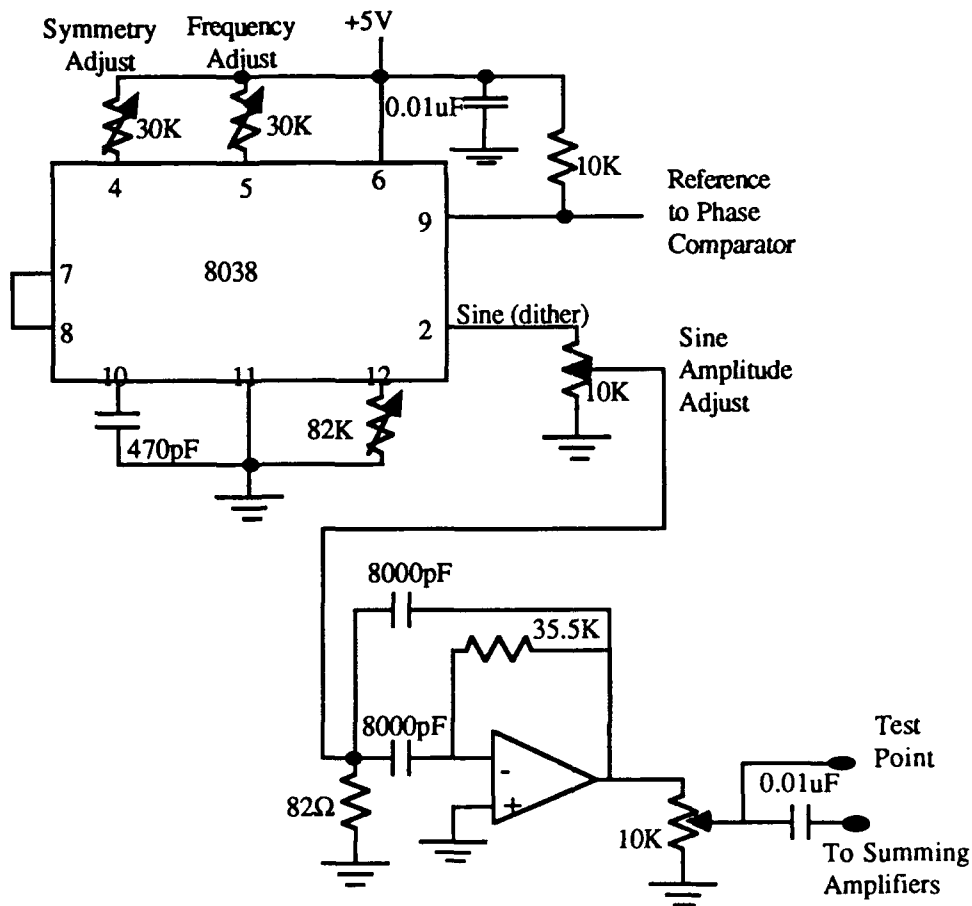 Symmetry
Adjust
Frequency
Adjust
+5V
30K
30K
0.01uF
10K
4
5
6
9
Reference
to Phase
Comparator
7
8038
8
2
Sine (dither)
Sine
Amplitude
Adjust
10K
10
11
12
470pF
82K
8000pF
35.5K
8000pF
-
+
82Ω
Test
Point
0.01uF
10K
To Summing
Amplifiers